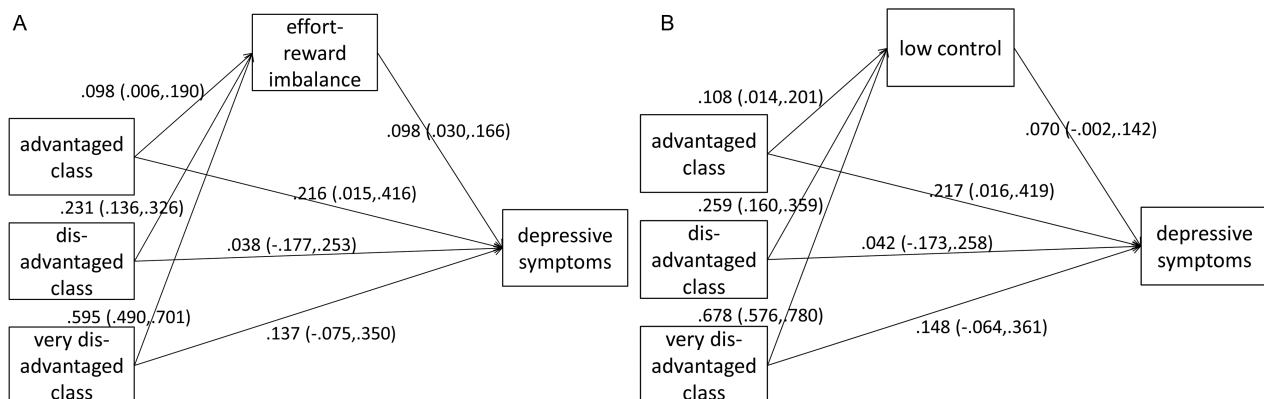 A
effort-
reward
imbalance
.098 (.006,.190)
.098 (.030,.166)
advantaged
class
.216 (.015,.416)
.231 (.136,.326)
dis-
advantaged
class
.038 (-.177,.253)
depressive
symptoms
.595 (.490,.701)
very dis-
advantaged
class
.137 (-.075,.350)
B
low control
.108 (.014,.201)
.070 (-.002,.142)
advantaged
class
.217 (.016,.419)
.259 (.160,.359)
dis-
advantaged
class
.042 (-.173,.258)
depressive
symptoms
.678 (.576,.780)
very dis-
advantaged
class
.148 (-.064,.361)